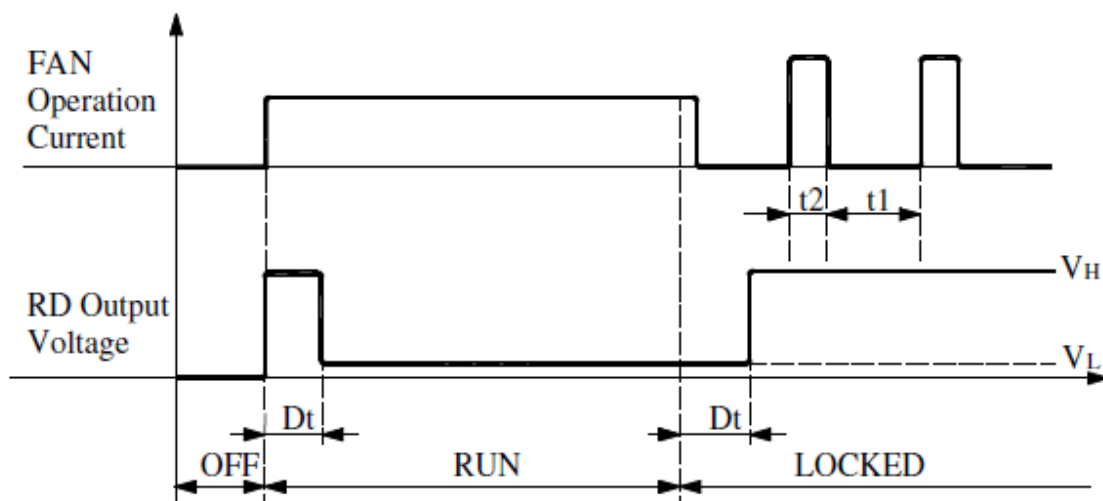 FAN
Operation
Current
t2
t1
VH
RD Output
Voltage
VL
Dt
Dt
OFF
RUN
LOCKED